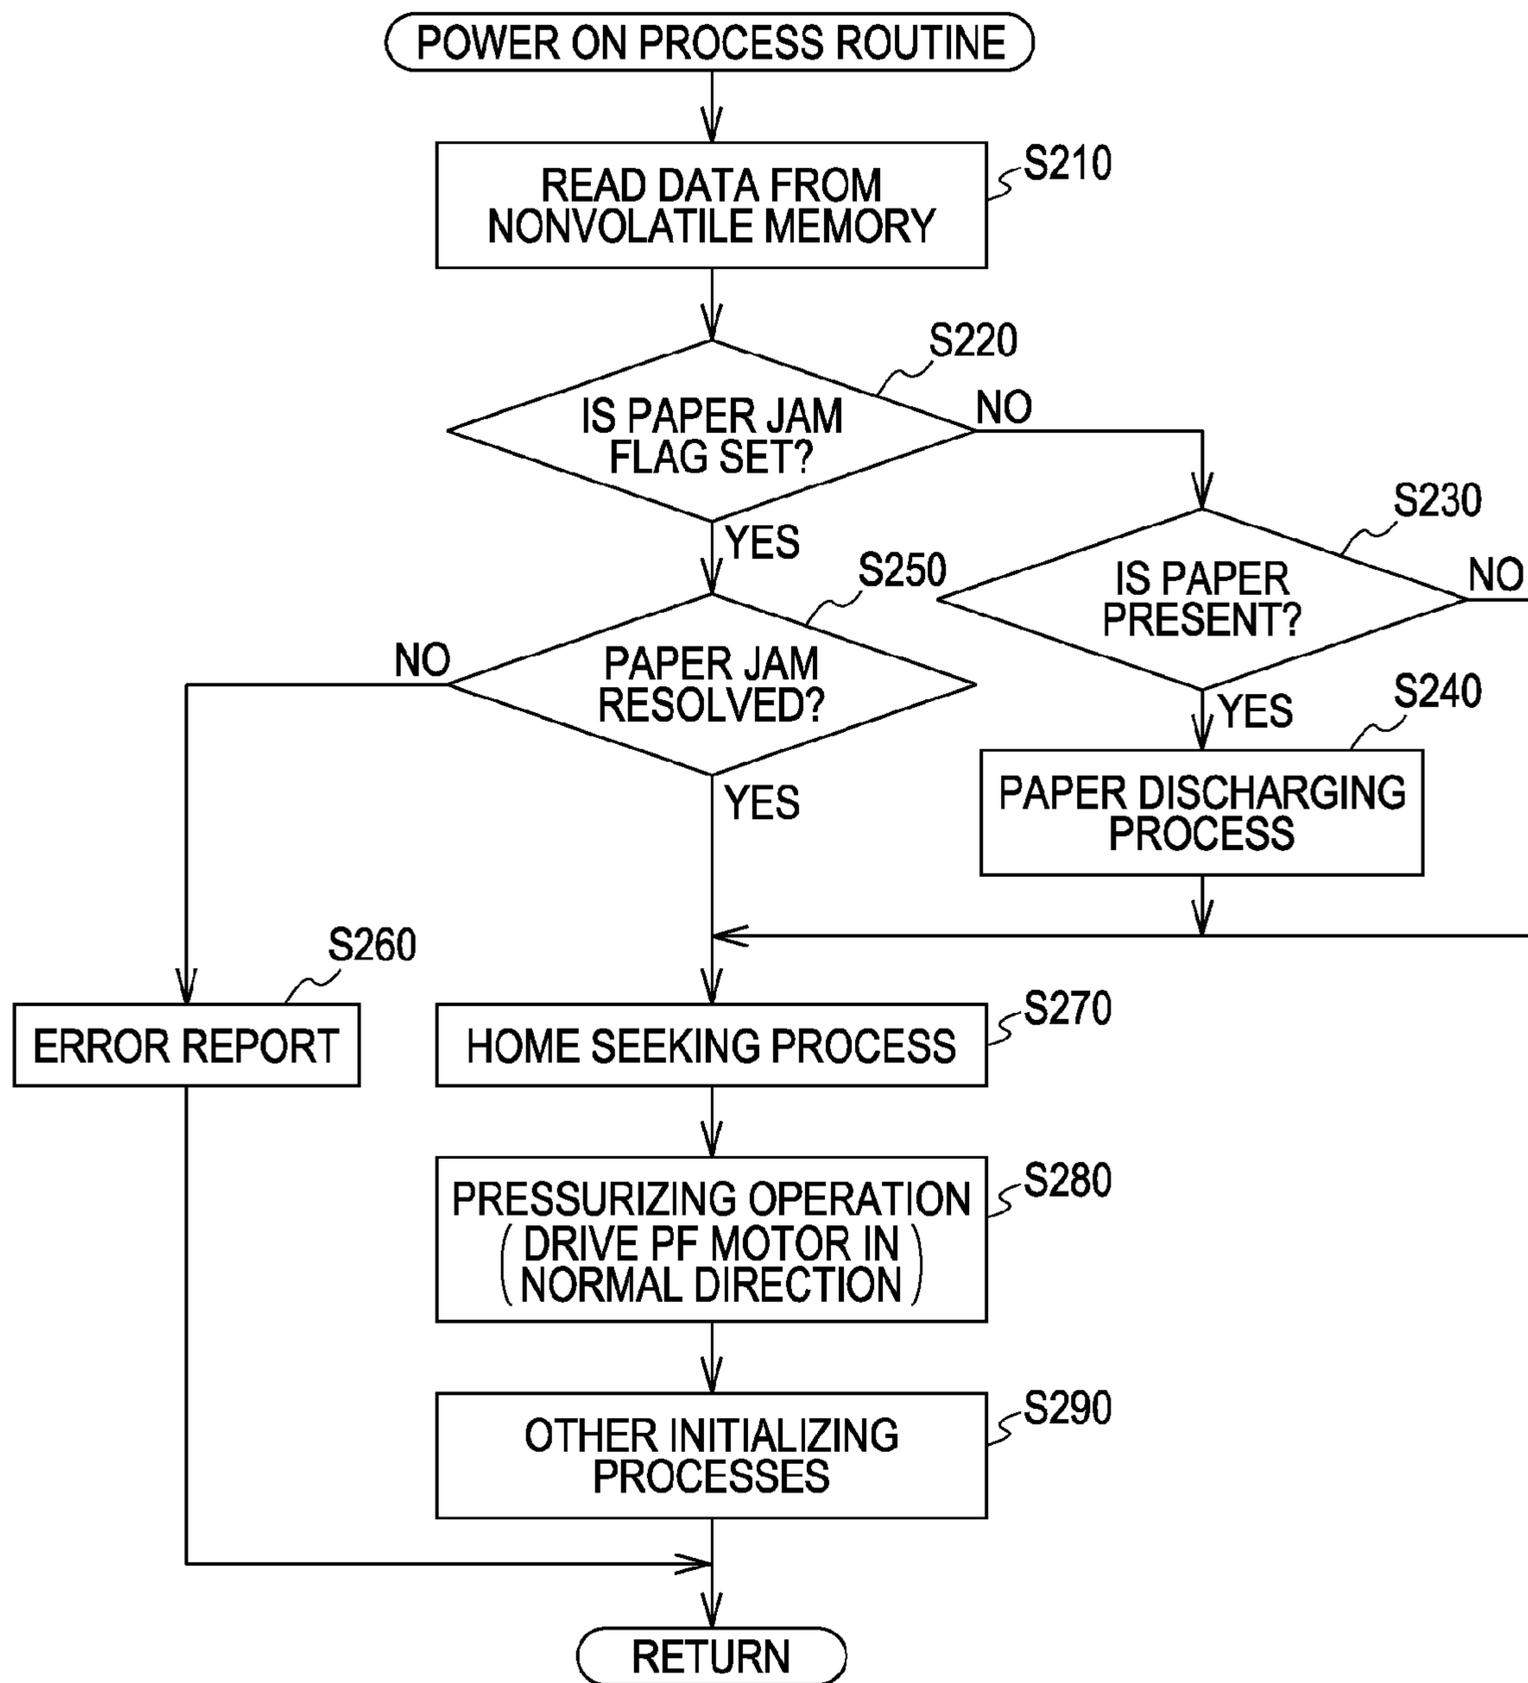 POWER ON PROCESS ROUTINE
S210
READ DATA FROM
NONVOLATILE MEMORY
S220
IS PAPER JAM
FLAG SET?
NO
YES
S230
IS PAPER
PRESENT?
NO
YES
S250
PAPER JAM
RESOLVED?
NO
YES
S240
PAPER DISCHARGING
PROCESS
S260
ERROR REPORT
S270
HOME SEEKING PROCESS
S280
PRESSURIZING OPERATION
( DRIVE PF MOTOR IN
NORMAL DIRECTION )
S290
OTHER INITIALIZING
PROCESSES
RETURN